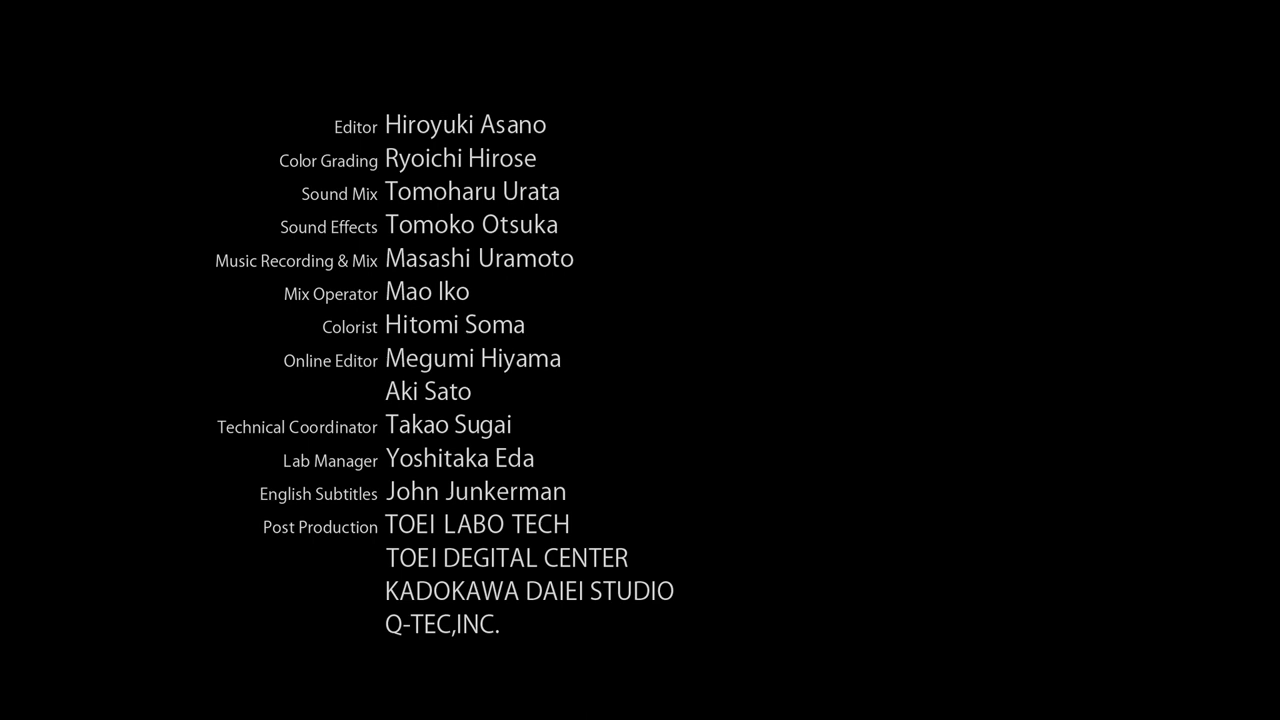 Editor Hiroyuki Asano
Color Grading Ryoichi Hirose
Sound Mix Tomoharu Urata
Sound Effects Tomoko Otsuka
Music Recording & Mix Masashi Uramoto
Mix Operator Mao Iko
Colorist Hitomi Soma
Online Editor Megumi Hiyama
Aki Sato
Technical Coordinator Takao Sugai
Lab Manager Yoshitaka Eda
English Subtitles John Junkerman
Post Production TOEI LABO TECH
TOEI DEGITAL CENTER
KADOKAWA DAIEI STUDIO
Q-TEC,INC.